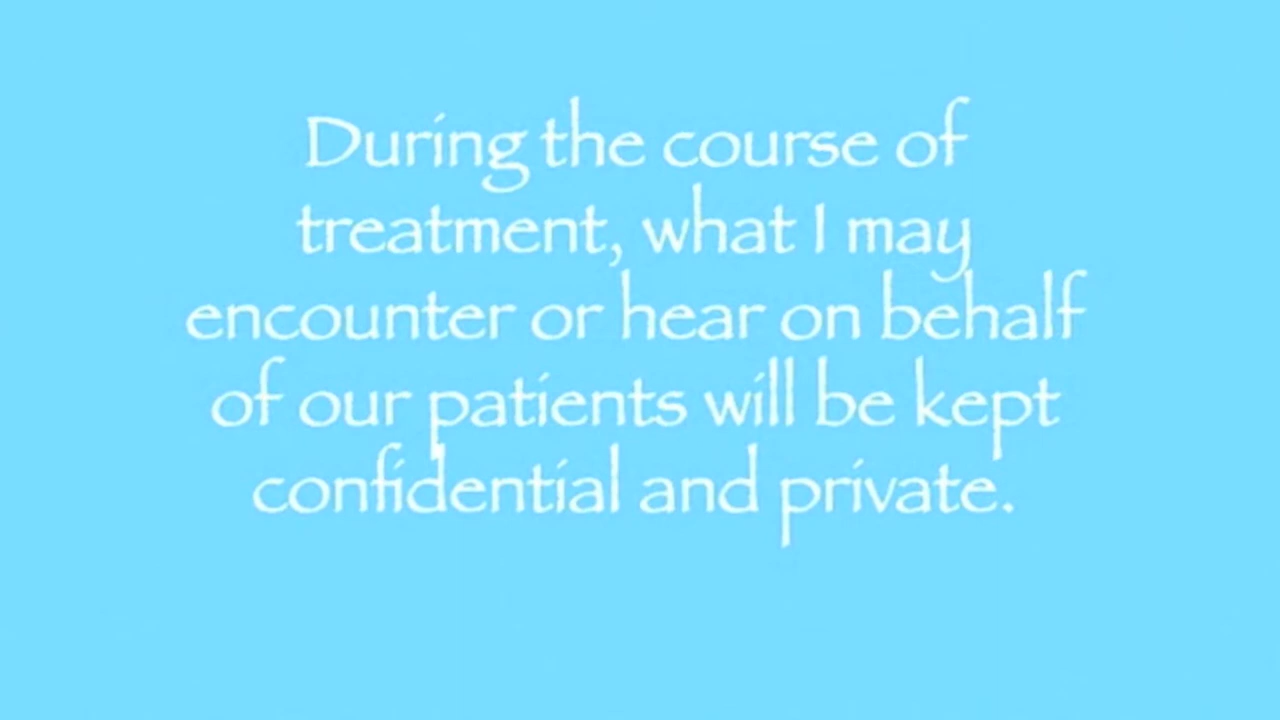 During the course of
treatment, what I may
encounter or hear on behalf
of our patients will be kept
confidential and private.